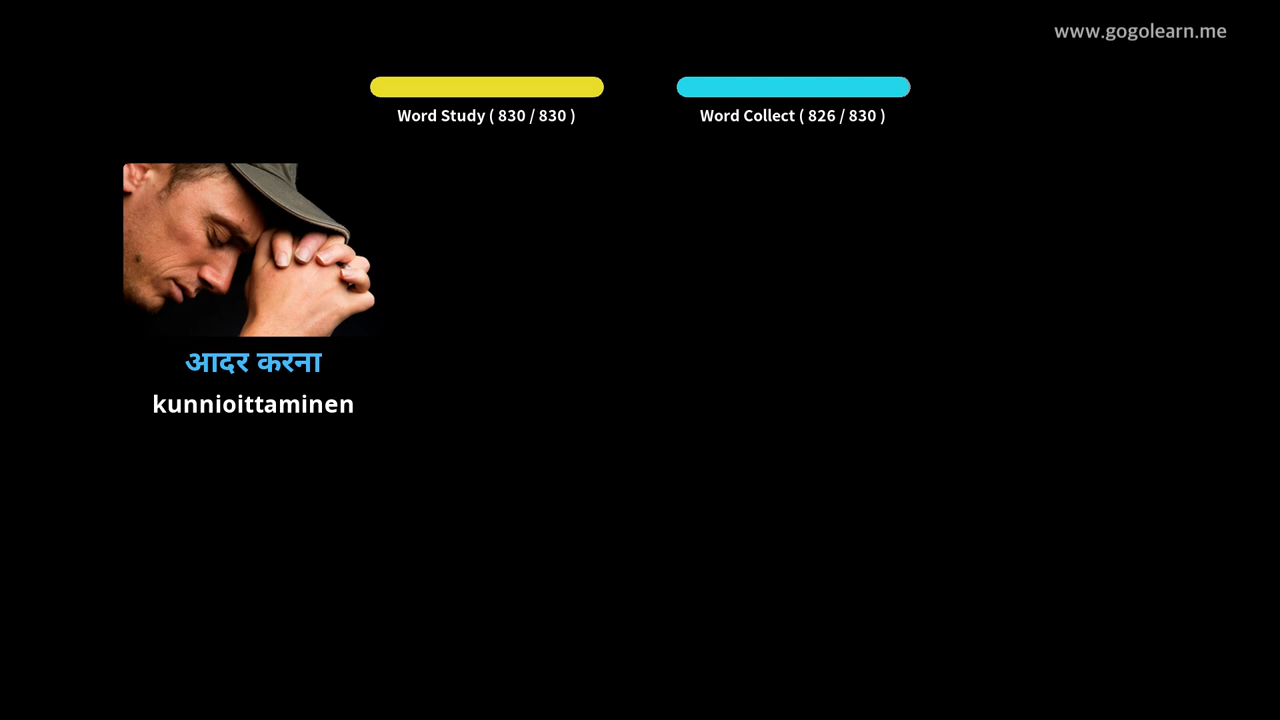 www.gogolearn.me
Word Study ( 830 / 830 )
Word Collect ( 826 / 830 )
आदर करना
kunnioittaminen